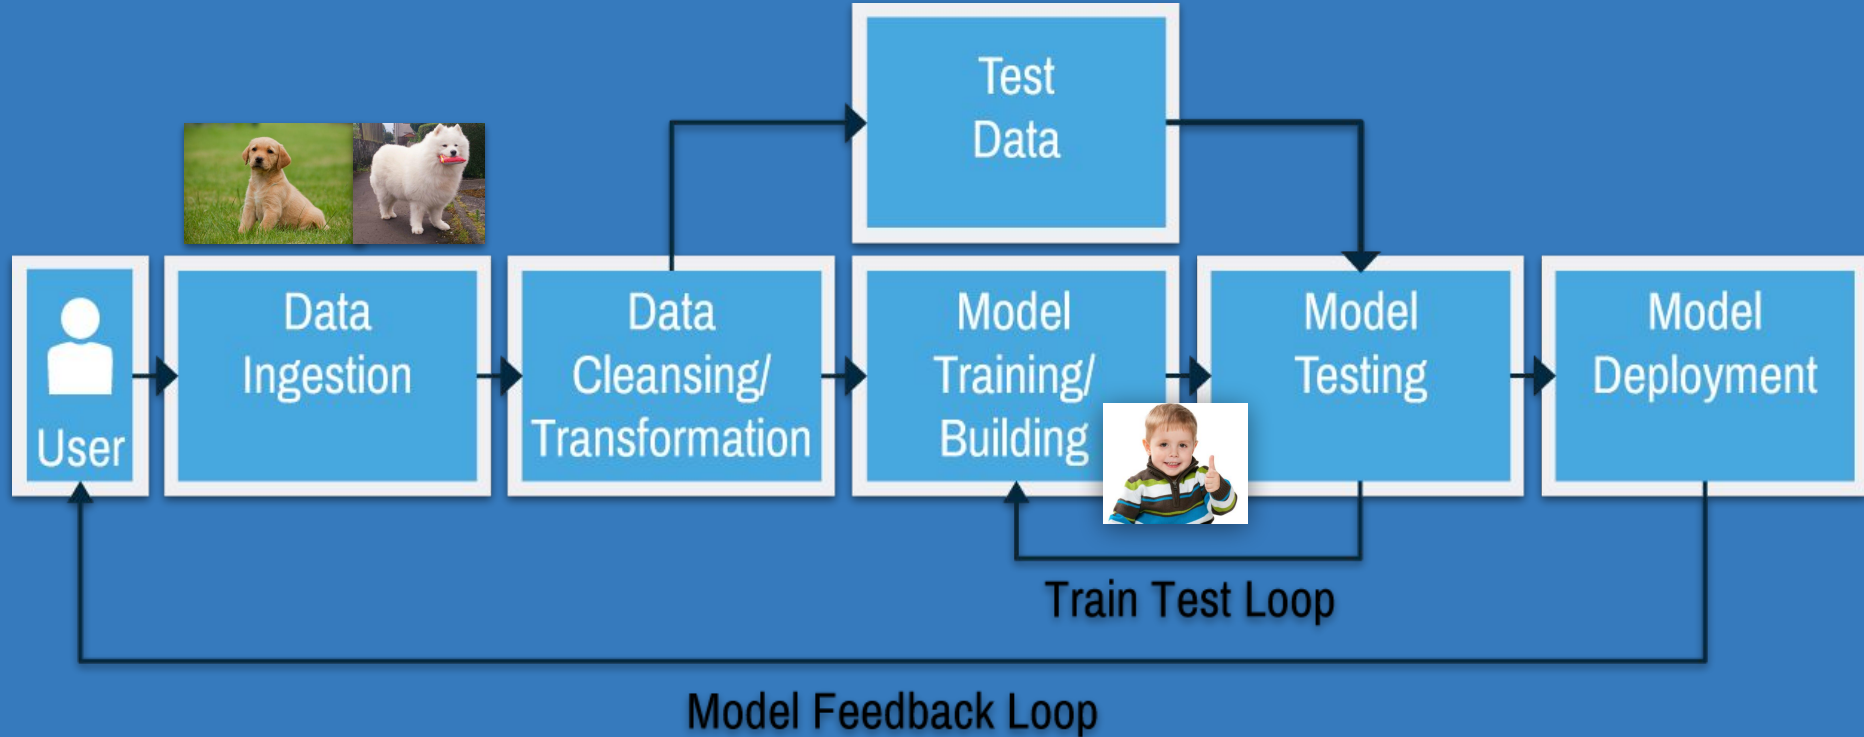 Test
Data
User
Data
Ingestion
Data
Cleansing/
Transformation
Model
Training/
Building
Model
Testing
Model
Deployment
Train Test Loop
Model Feedback Loop